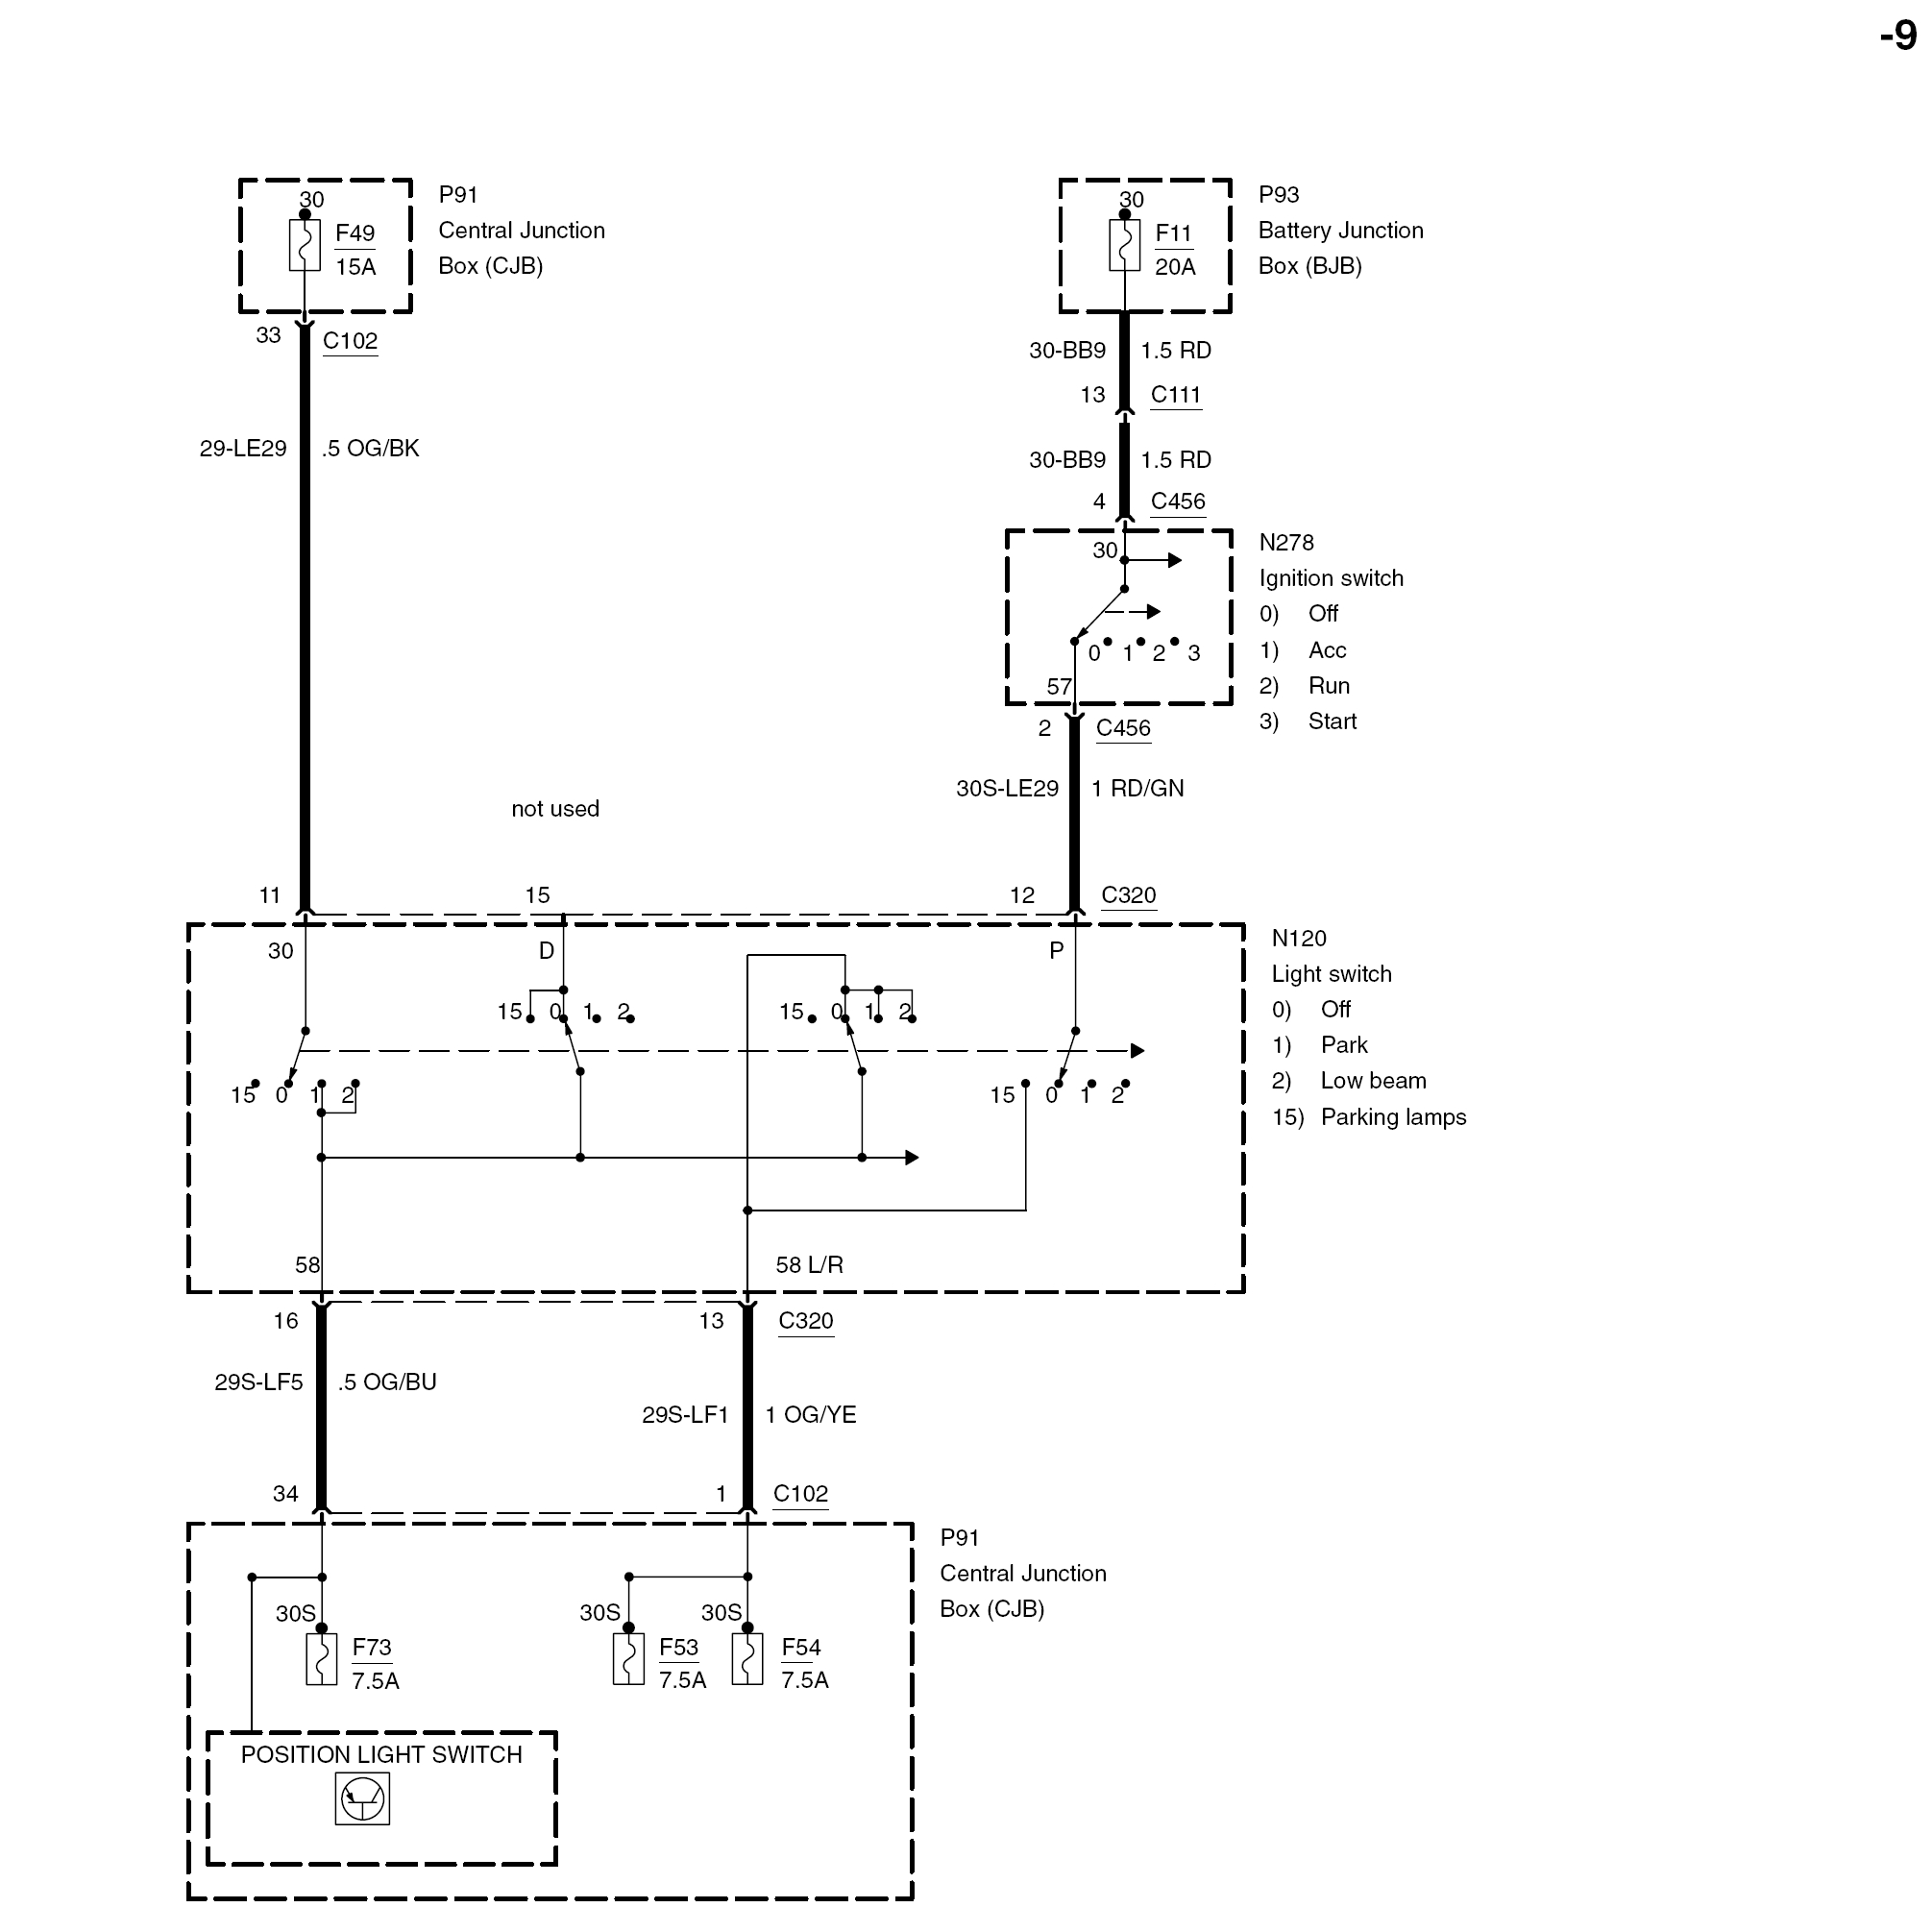 -9
30
F49
15A
P91
Central Junction
Box (CJB)
30
F11
20A
P93
Battery Junction
Box (BJB)
33 C102
30-BB9 1.5 RD
13 C111
29-LE29 .5 OG/BK
30-BB9 1.5 RD
4 C456
30
N278
Ignition switch
0) Off
1) Acc
2) Run
3) Start
0 1 2 3
57
2 C456
30S-LE29 1 RD/GN
not used
11 15 12 C320
30 D P
N120
Light switch
0) Off
1) Park
2) Low beam
15) Parking lamps
15 0 1 2
15 0 1 2
15 0 1 2
15 0 1 2
58 58 L/R
16 13 C320
29S-LF5 .5 OG/BU
29S-LF1 1 OG/YE
34 1 C102
P91
Central Junction
Box (CJB)
30S 30S 30S
F73 F53 F54
7.5A 7.5A 7.5A
POSITION LIGHT SWITCH